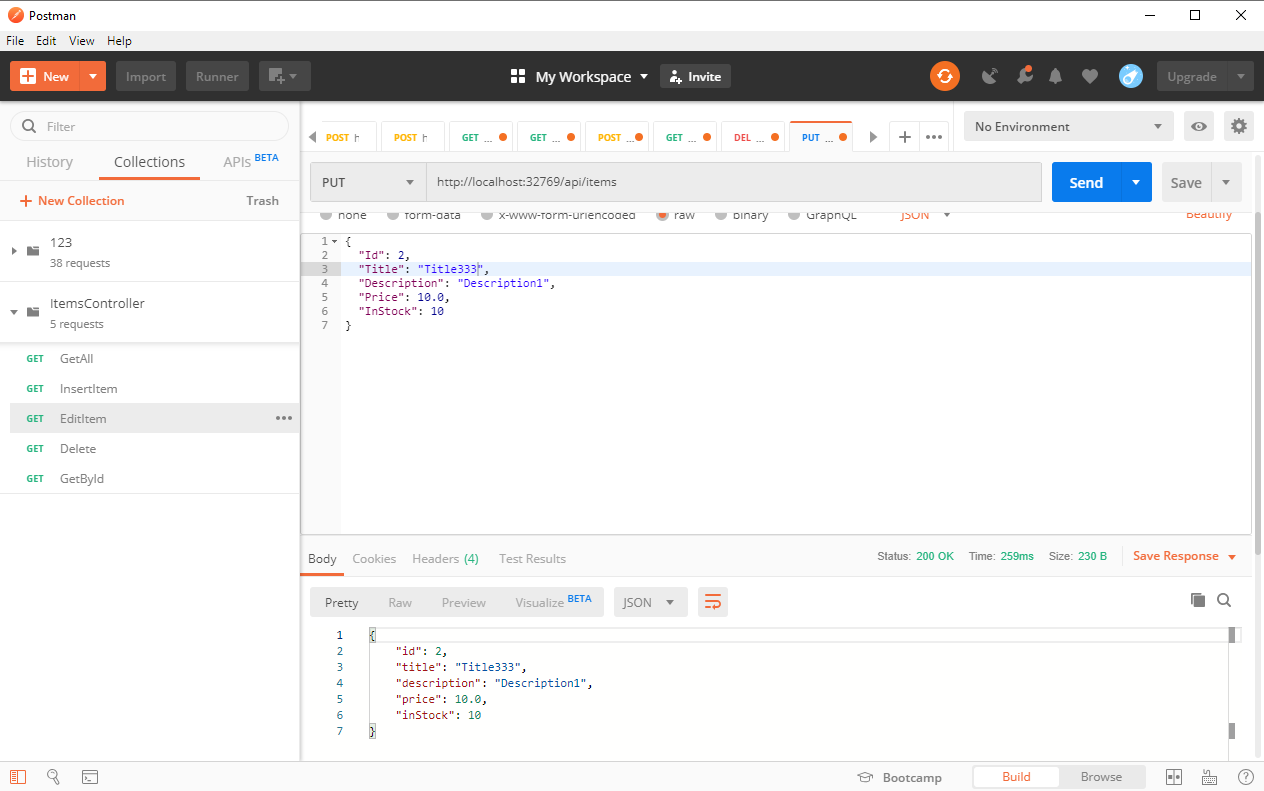 Postman
File Edit View Help
New Import Runner My Workspace Invite Upgrade
Filter
History Collections APIs BETA
New Collection Trash
123
38 requests
ItemsController
5 requests
GET GetAll
GET InsertItem
GET EditItem
GET Delete
GET GetById
POST POST GET ... GET ... POST ... GET ... DEL ... PUT ...
No Environment
PUT http://localhost:32769/api/items Send Save
none form-data x-www-form-urlencoded raw binary GraphQL JSON Beautify
1 {
2 "Id": 2,
3 "Title": "Title333",
4 "Description": "Description1",
5 "Price": 10.0,
6 "InStock": 10
7 }
Body Cookies Headers (4) Test Results Status: 200 OK Time: 259ms Size: 230 B Save Response
Pretty Raw Preview Visualize BETA JSON
1 {
2 "id": 2,
3 "title": "Title333",
4 "description": "Description1",
5 "price": 10.0,
6 "inStock": 10
7 }
Bootcamp Build Browse